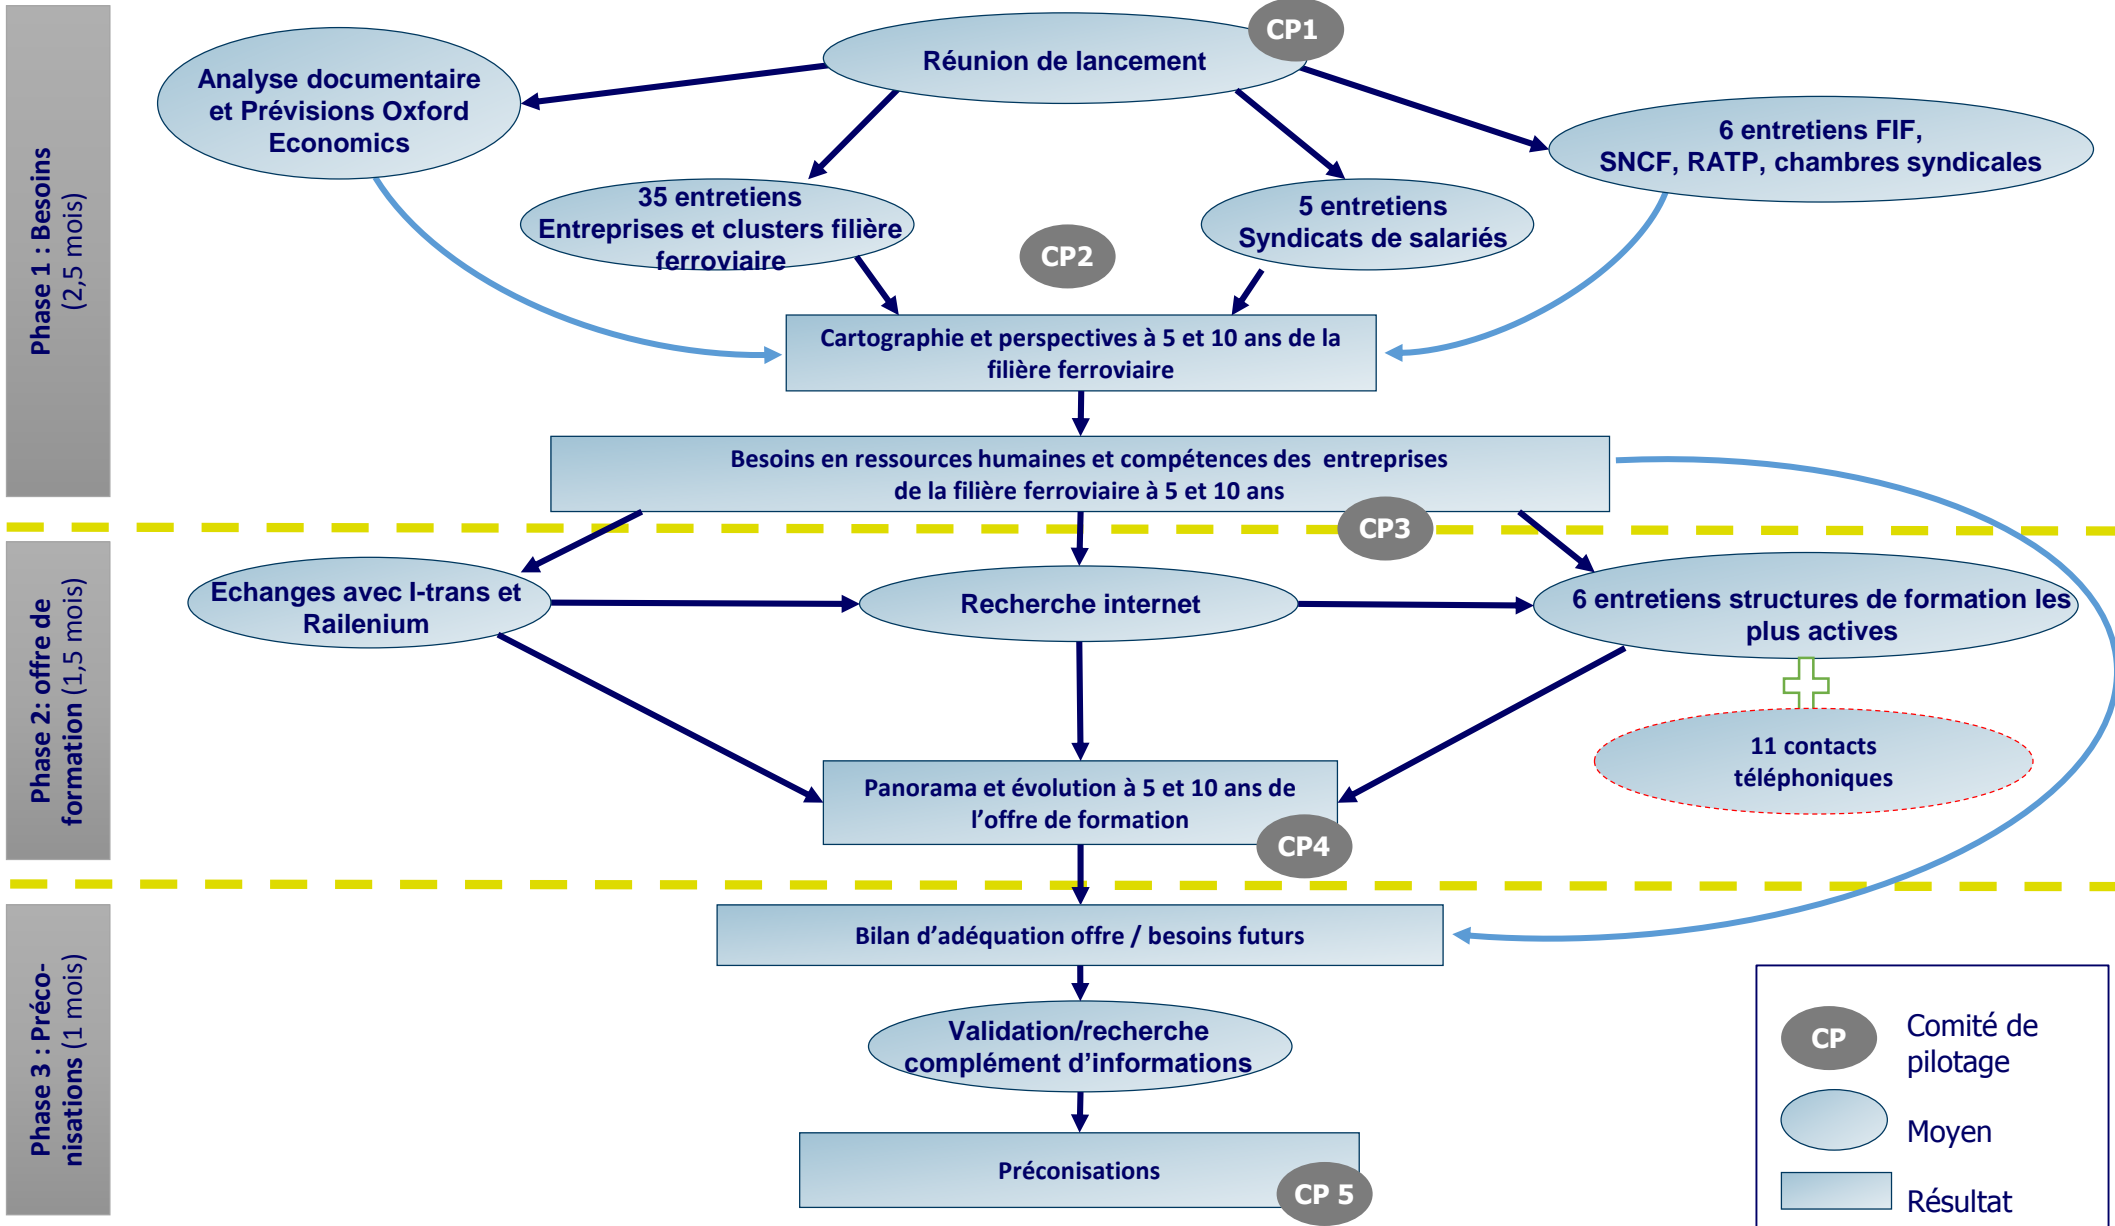 Phase 1 : Besoins
(2,5 mois)
CP1
Réunion de lancement
Analyse documentaire
et Prévisions Oxford
Economics
6 entretiens FIF,
SNCF, RATP, chambres syndicales
35 entretiens
Entreprises et clusters filière
ferroviaire
5 entretiens
Syndicats de salariés
CP2
Cartographie et perspectives à 5 et 10 ans de la
filière ferroviaire
Besoins en ressources humaines et compétences des entreprises
de la filière ferroviaire à 5 et 10 ans
CP3
Phase 2: offre de
formation (1,5 mois)
Echanges avec I-trans et
Railenium
Recherche internet
6 entretiens structures de formation les
plus actives
11 contacts
téléphoniques
Panorama et évolution à 5 et 10 ans de
l’offre de formation
CP4
Phase 3 : Préco-
nisations (1 mois)
Bilan d’adéquation offre / besoins futurs
Validation/recherche
complément d’informations
Préconisations
CP 5
CP
Comité de
pilotage
Moyen
Résultat